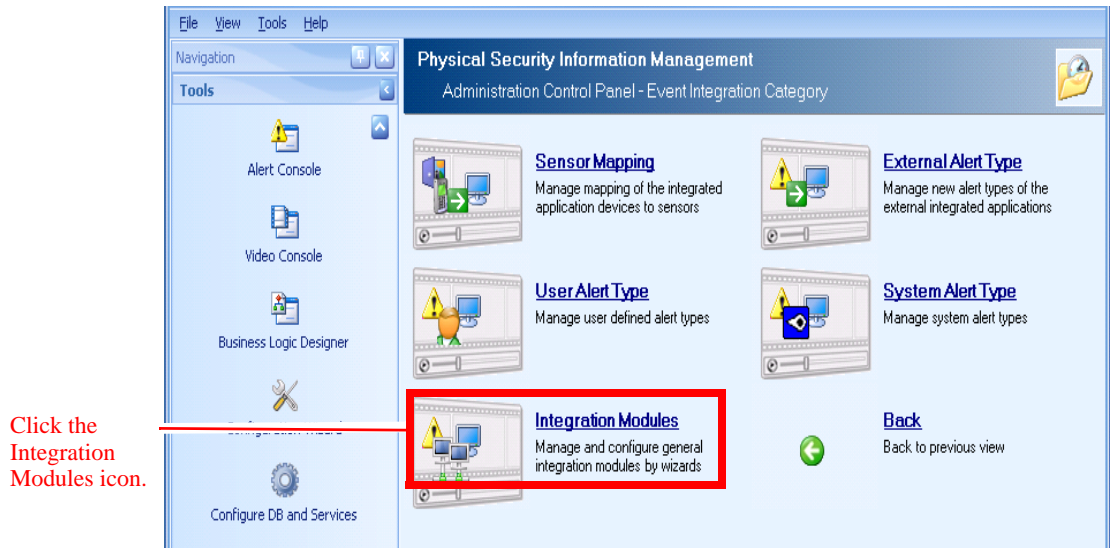 File View Tools Help
Navigation
Tools
Alert Console
Video Console
Business Logic Designer
Configure DB and Services
Physical Security Information Management
Administration Control Panel - Event Integration Category
Sensor Mapping
Manage mapping of the integrated
application devices to sensors
External Alert Type
Manage new alert types of the
external integrated applications
User Alert Type
Manage user defined alert types
System Alert Type
Manage system alert types
Integration Modules
Manage and configure general
integration modules by wizards
Back
Back to previous view
Click the
Integration
Modules icon.